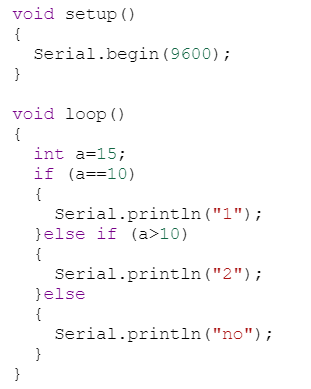 void setup()
{
  Serial.begin(9600);
}

void loop()
{
  int a=15;
  if (a==10)
  {
    Serial.println("1");
  }else if (a>10)
  {
    Serial.println("2");
  }else
  {
    Serial.println("no");
  }
}